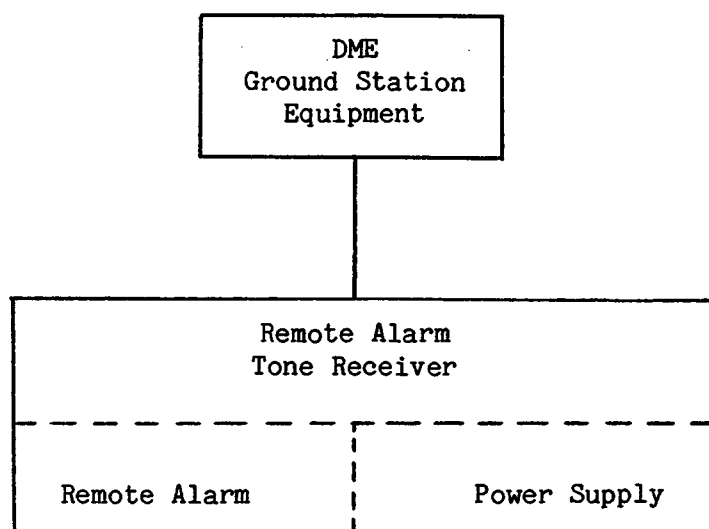 DME
Ground Station
Equipment
Remote Alarm
Tone Receiver
Remote Alarm
Power Supply